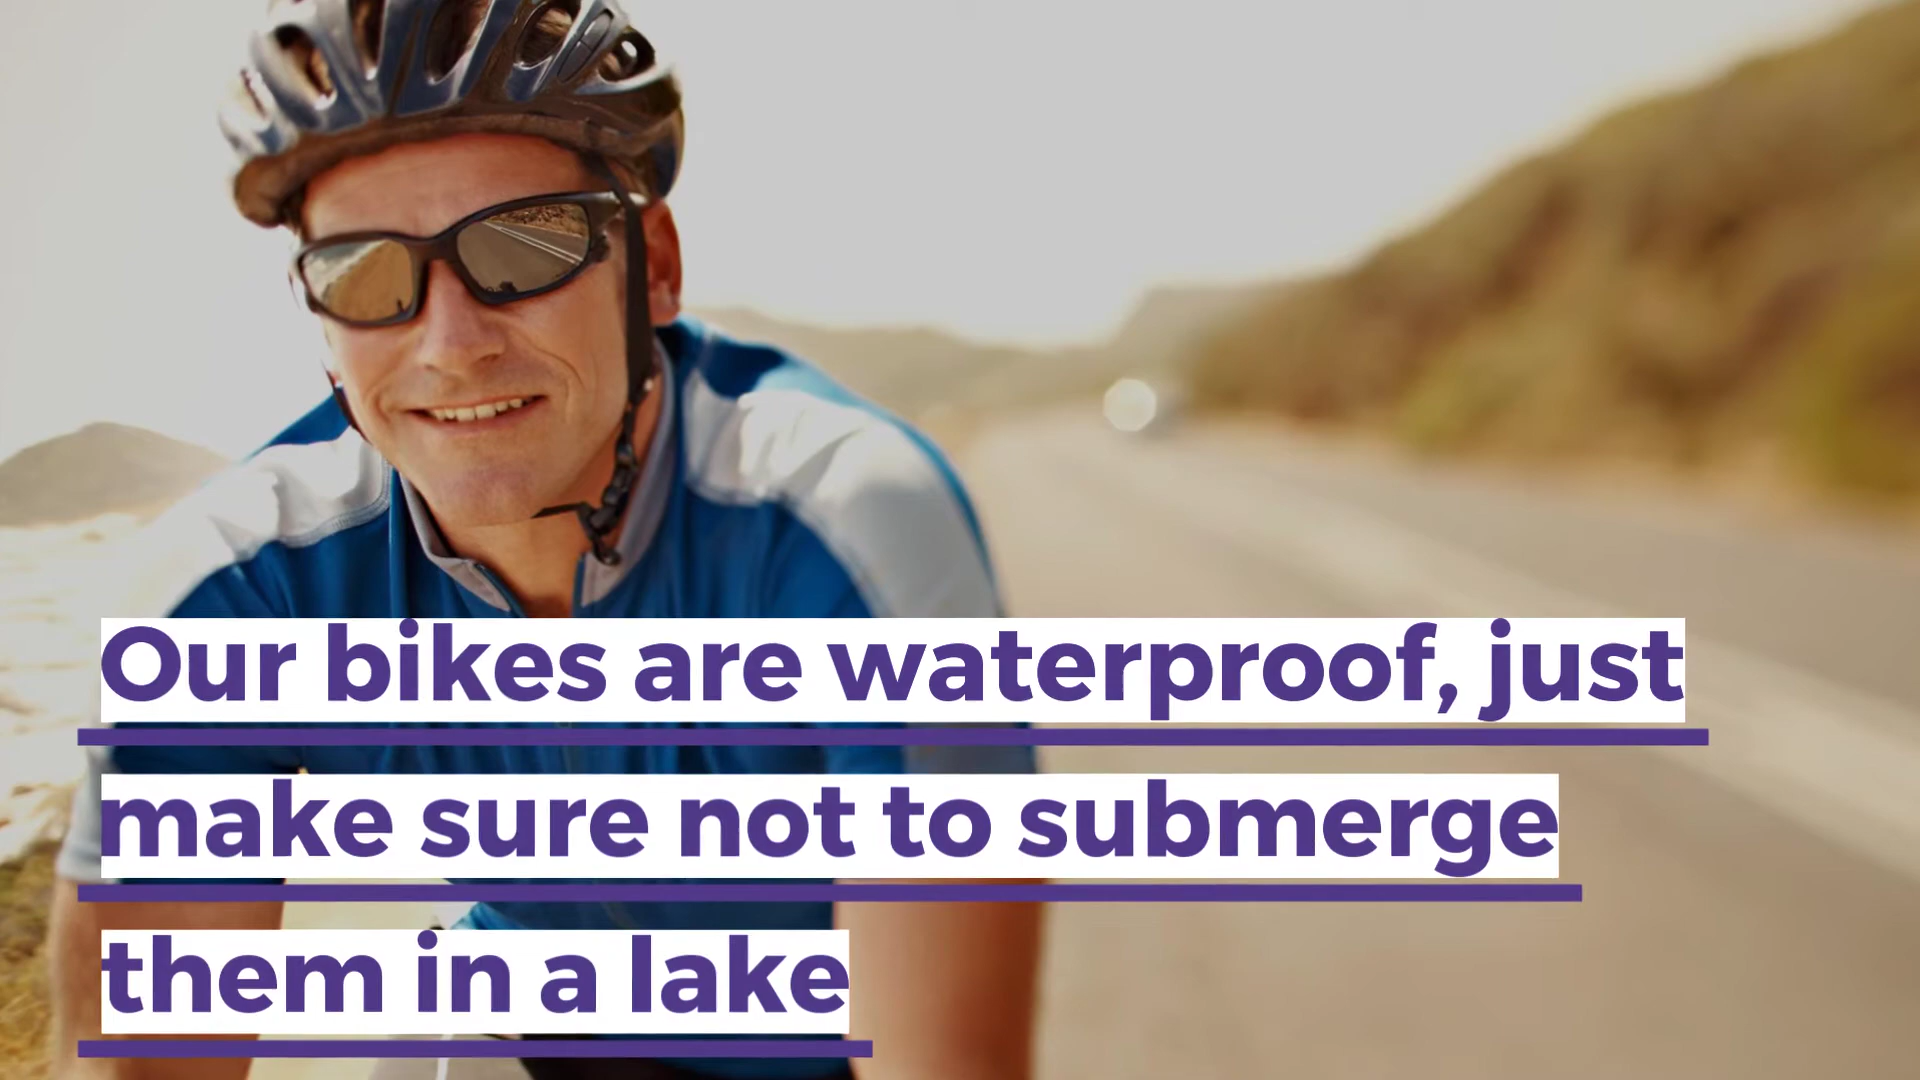 Our bikes are waterproof, just
make sure not to submerge
them in a lake